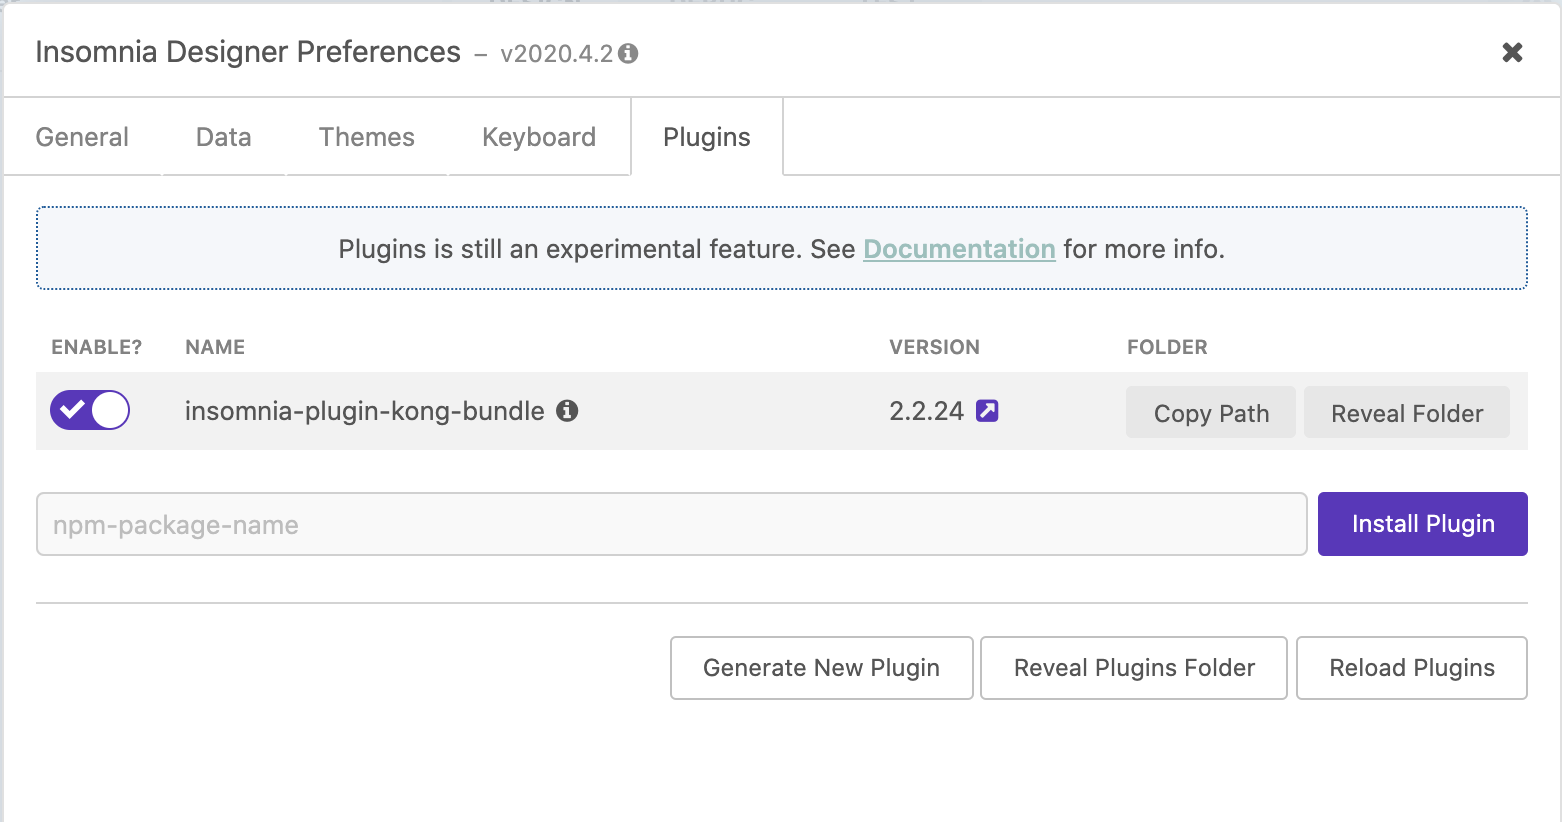 Insomnia Designer Preferences – v2020.4.2
General Data Themes Keyboard Plugins
Plugins is still an experimental feature. See Documentation for more info.
ENABLE? NAME VERSION FOLDER
insomnia-plugin-kong-bundle 2.2.24 Copy Path Reveal Folder
npm-package-name Install Plugin
Generate New Plugin Reveal Plugins Folder Reload Plugins